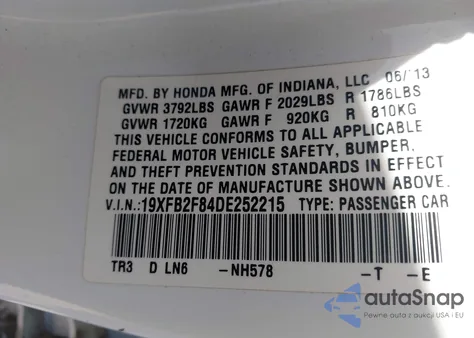 MFD. BY HONDA MFG. OF INDIANA, LLC 06/13
GVWR 3792LBS GAWR F 2029LBS R 1786LBS
GVWR 1720KG GAWR F 920KG R 810KG
THIS VEHICLE CONFORMS TO ALL APPLICABLE
FEDERAL MOTOR VEHICLE SAFETY, BUMPER,
AND THEFT PREVENTION STANDARDS IN EFFECT
ON THE DATE OF MANUFACTURE SHOWN ABOVE.
V.I.N.:19XFB2F84DE252215 TYPE: PASSENGER CAR
TR3 D LN6 -NH578 -T -E
autoSnap
Pewne auta z aukcji USA i EU